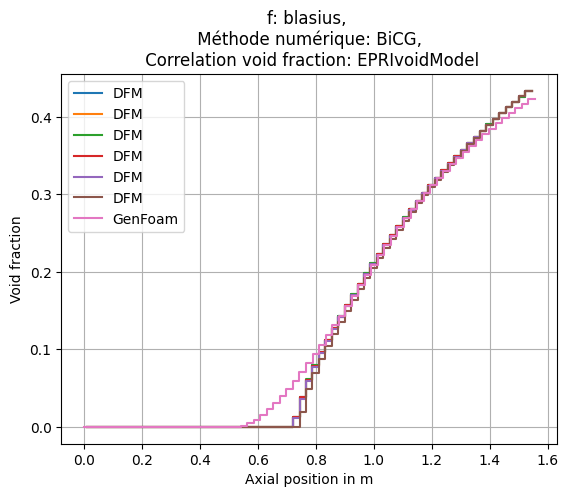 f: blasius,
Méthode numérique: BiCG,
Correlation void fraction: EPRIvoidModel
DFM
DFM
DFM
DFM
DFM
DFM
GenFoam
Void fraction
0.4
0.3
0.2
0.1
0.0
0.0 0.2 0.4 0.6 0.8 1.0 1.2 1.4 1.6
Axial position in m